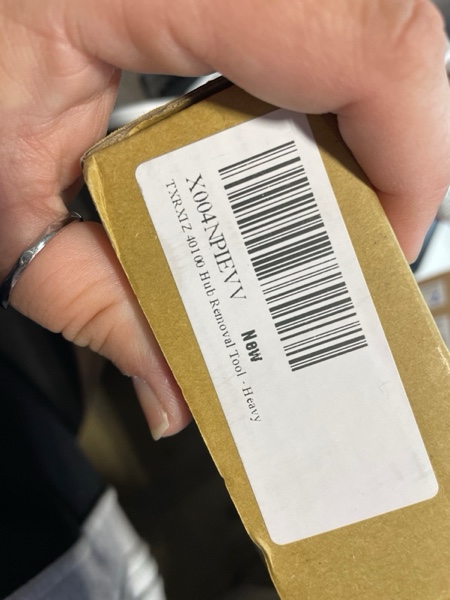 X004NPIEVV
New
TXRXIZ 40100 Hub Removal Tool - Heavy